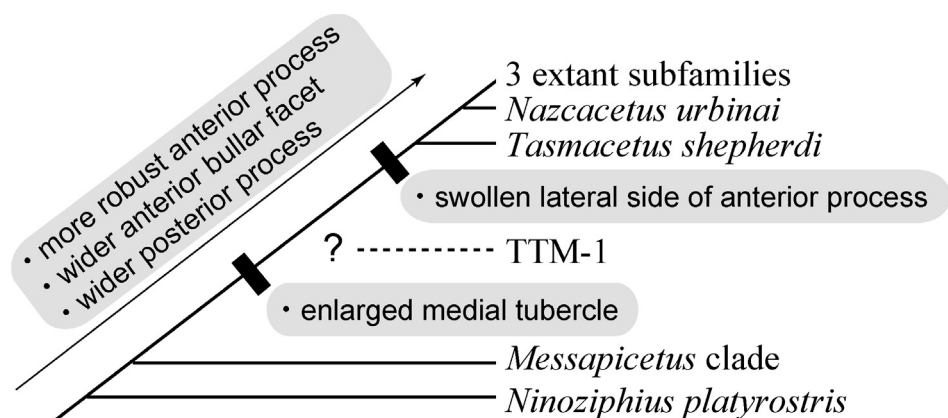 • more robust anterior process
• wider anterior bullar facet
• wider posterior process
3 extant subfamilies
Nazcacetus urbinai
Tasmacetus shepherdi
• swollen lateral side of anterior process
? TTM-1
• enlarged medial tubercle
Messapicetus clade
Ninoziphius platyrostris